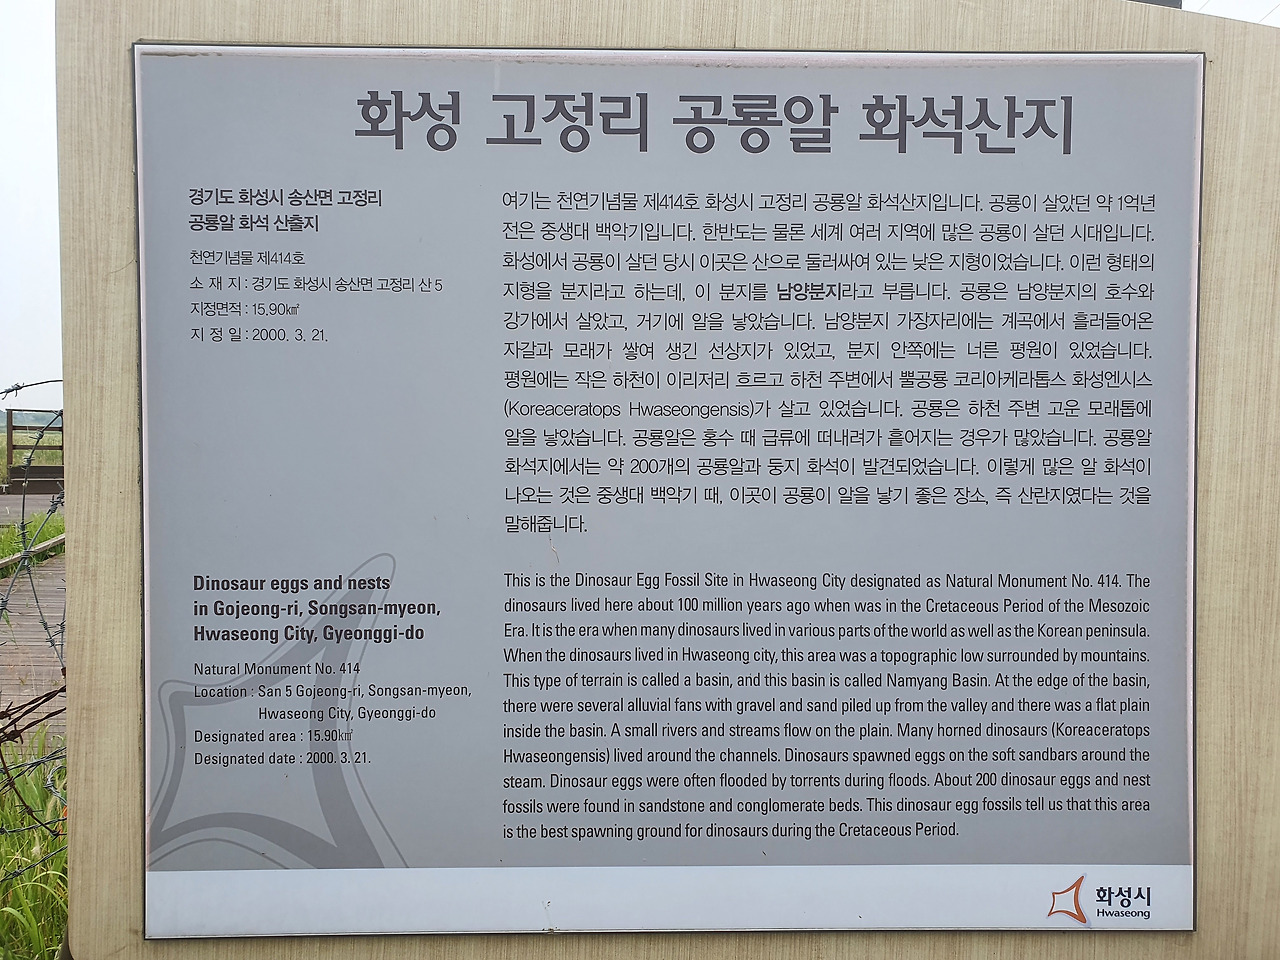 화성 고정리 공룡알 화석산지
경기도 화성시 송산면 고정리
공룡알 화석 산출지
천연기념물 제414호
소 재 지 : 경기도 화성시 송산면 고정리 산 5
지정면적 : 15.90㎢
지 정 일 : 2000. 3. 21.
여기는 천연기념물 제414호 화성시 고정리 공룡알 화석산지입니다. 공룡이 살았던 약 1억년
전은 중생대 백악기입니다. 한반도는 물론 세계 여러 지역에 많은 공룡이 살던 시대입니다.
화성에서 공룡이 살던 당시 이곳은 산으로 둘러싸여 있는 낮은 지형이었습니다. 이런 형태의
지형을 분지라고 하는데, 이 분지를 남양분지라고 부릅니다. 공룡은 남양분지의 호수와
강가에서 살았고, 거기에 알을 낳았습니다. 남양분지 가장자리에는 계곡에서 흘러들어온
자갈과 모래가 쌓여 생긴 선상지가 있었고, 분지 안쪽에는 너른 평원이 있었습니다.
평원에는 작은 하천이 이리저리 흐르고 하천 주변에서 뿔공룡 코리아케라톱스 화성엔시스
(Koreaceratops Hwaseongensis)가 살고 있었습니다. 공룡은 하천 주변 고운 모래톱에
알을 낳았습니다. 공룡알은 홍수 때 급류에 떠내려가 흩어지는 경우가 많았습니다. 공룡알
화석지에서는 약 200개의 공룡알과 둥지 화석이 발견되었습니다. 이렇게 많은 알 화석이
나오는 것은 중생대 백악기 때, 이곳이 공룡이 알을 낳기 좋은 장소, 즉 산란지였다는 것을
말해줍니다.
Dinosaur eggs and nests
in Gojeong-ri, Songsan-myeon,
Hwaseong City, Gyeonggi-do
Natural Monument No. 414
Location : San 5 Gojeong-ri, Songsan-myeon,
Hwaseong City, Gyeonggi-do
Designated area : 15.90㎢
Designated date : 2000. 3. 21.
This is the Dinosaur Egg Fossil Site in Hwaseong City designated as Natural Monument No. 414. The
dinosaurs lived here about 100 million years ago when was in the Cretaceous Period of the Mesozoic
Era. It is the era when many dinosaurs lived in various parts of the world as well as the Korean peninsula.
When the dinosaurs lived in Hwaseong city, this area was a topographic low surrounded by mountains.
This type of terrain is called a basin, and this basin is called Namyang Basin. At the edge of the basin,
there were several alluvial fans with gravel and sand piled up from the valley and there was a flat plain
inside the basin. A small rivers and streams flow on the plain. Many horned dinosaurs (Koreaceratops
Hwaseongensis) lived around the channels. Dinosaurs spawned eggs on the soft sandbars around the
steam. Dinosaur eggs were often flooded by torrents during floods. About 200 dinosaur eggs and nest
fossils were found in sandstone and conglomerate beds. This dinosaur egg fossils tell us that this area
is the best spawning ground for dinosaurs during the Cretaceous Period.
화성시
Hwaseong